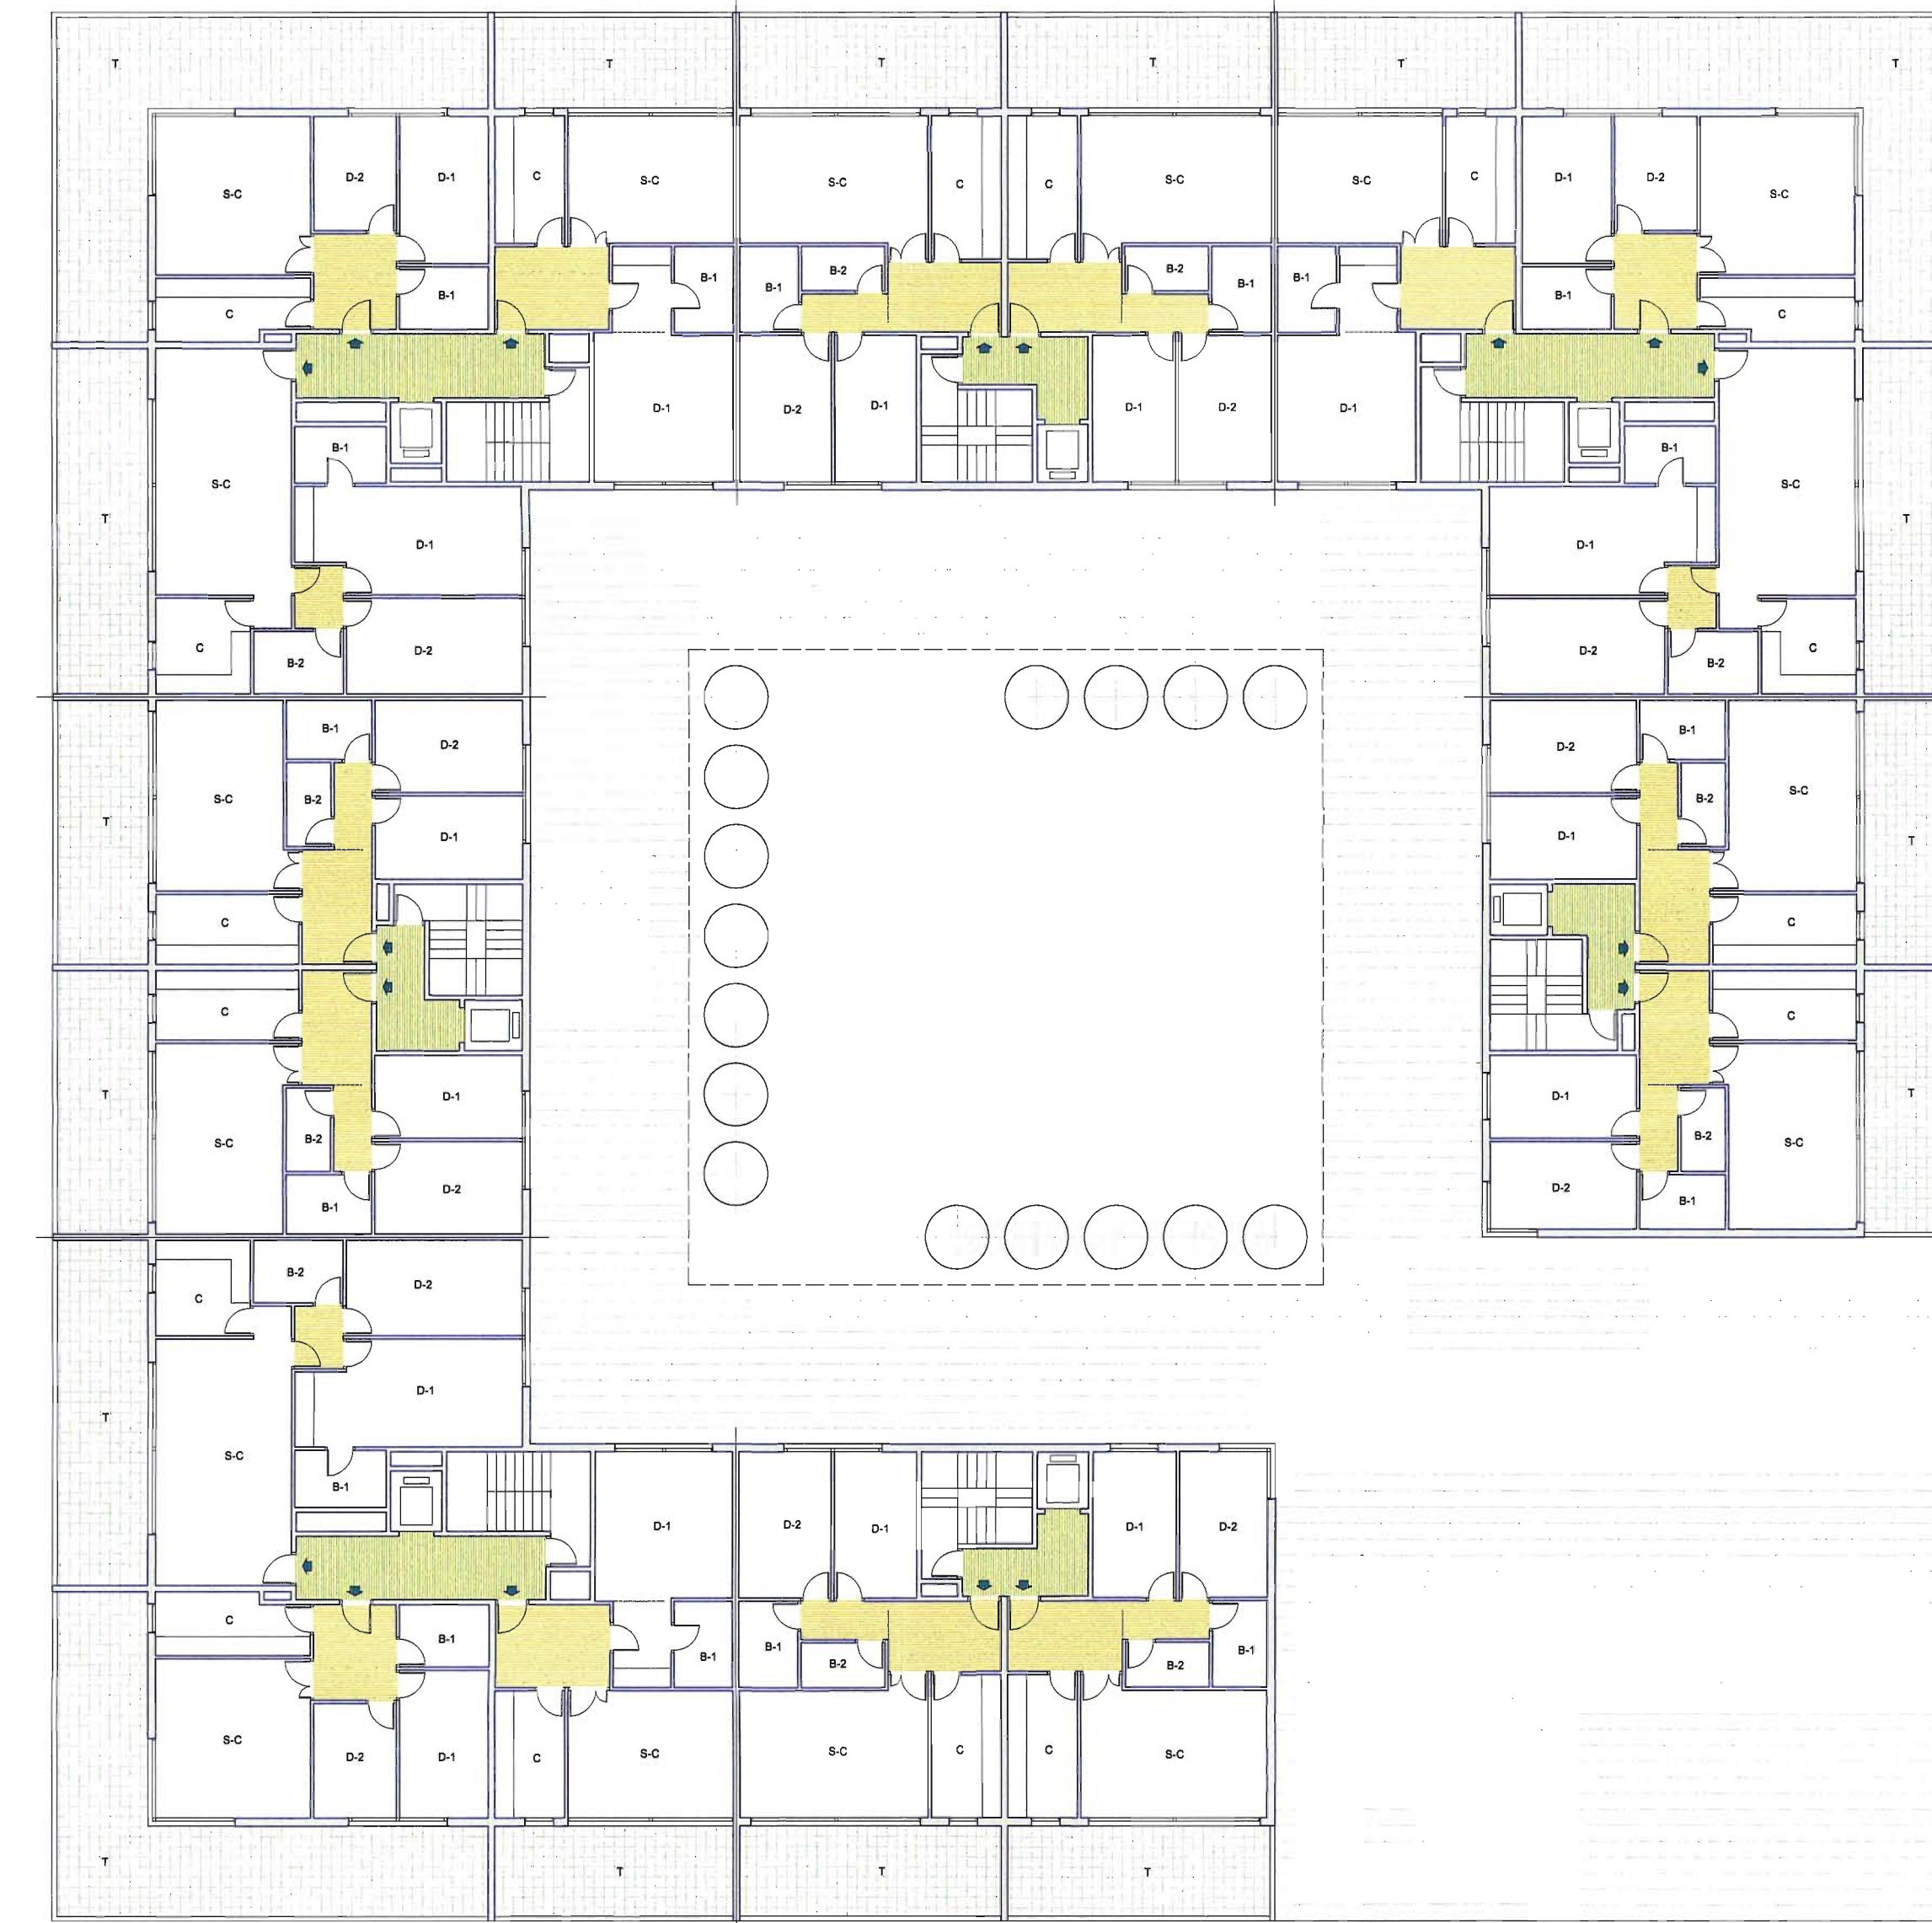 T T T T T T
D-2 D-1 C S-C S-C C C S-C S-C C D-1 D-2 S-C
S-C
B-1 B-2 B-2 B-1 B-1
B-1 B-1 B-1 B-1
C C
D-1 D-2 D-1 D-1 D-2 D-1
B-1 B-1
S-C S-C
T T
D-1 D-1
C D-2 D-2 C
B-2 B-2
B-1 D-2 D-2 B-1
S-C B-2 B-2 S-C
T D-1 D-1 T
C C
C C
T D-1 D-1 T
S-C B-2 B-2 S-C
D-2 D-2
B-1 B-1
C B-2 D-2
T D-1
S-C
B-1 D-1 D-2 D-1 D-1 D-2
C B-1 B-1 B-1 B-2 B-2 B-1
S-C D-2 D-1 C S-C S-C C C S-C
T T T T